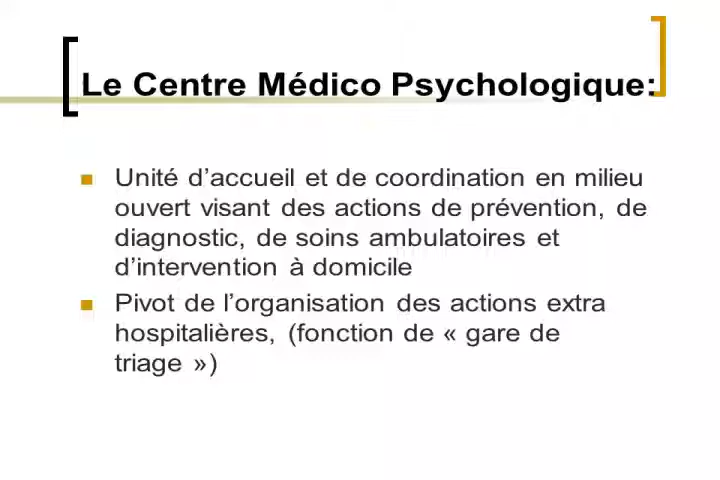 Le Centre Médico Psychologique:
Unité d’accueil et de coordination en milieu
ouvert visant des actions de prévention, de
diagnostic, de soins ambulatoires et
d’intervention à domicile
Pivot de l’organisation des actions extra
hospitalières, (fonction de « gare de
triage »)